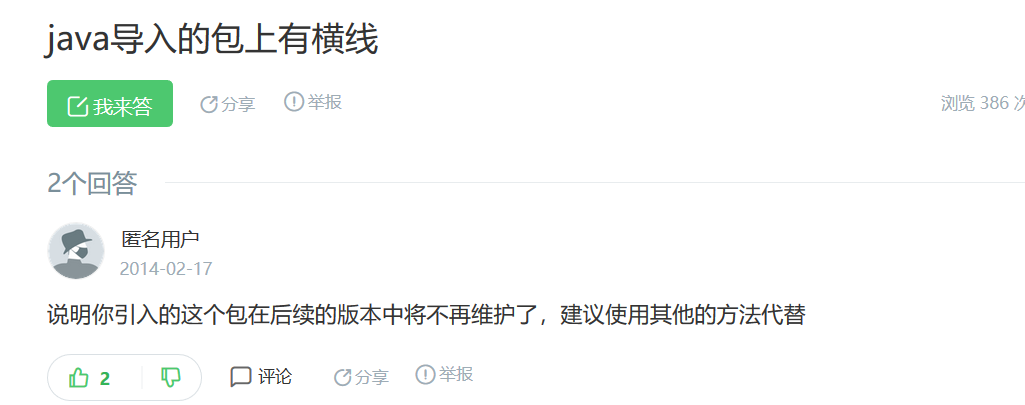 java导入的包上有横线
我来答 分享 举报 浏览 386 次
2个回答
匿名用户
2014-02-17
说明你引入的这个包在后续的版本中将不再维护了，建议使用其他的方法代替
2 评论 分享 举报